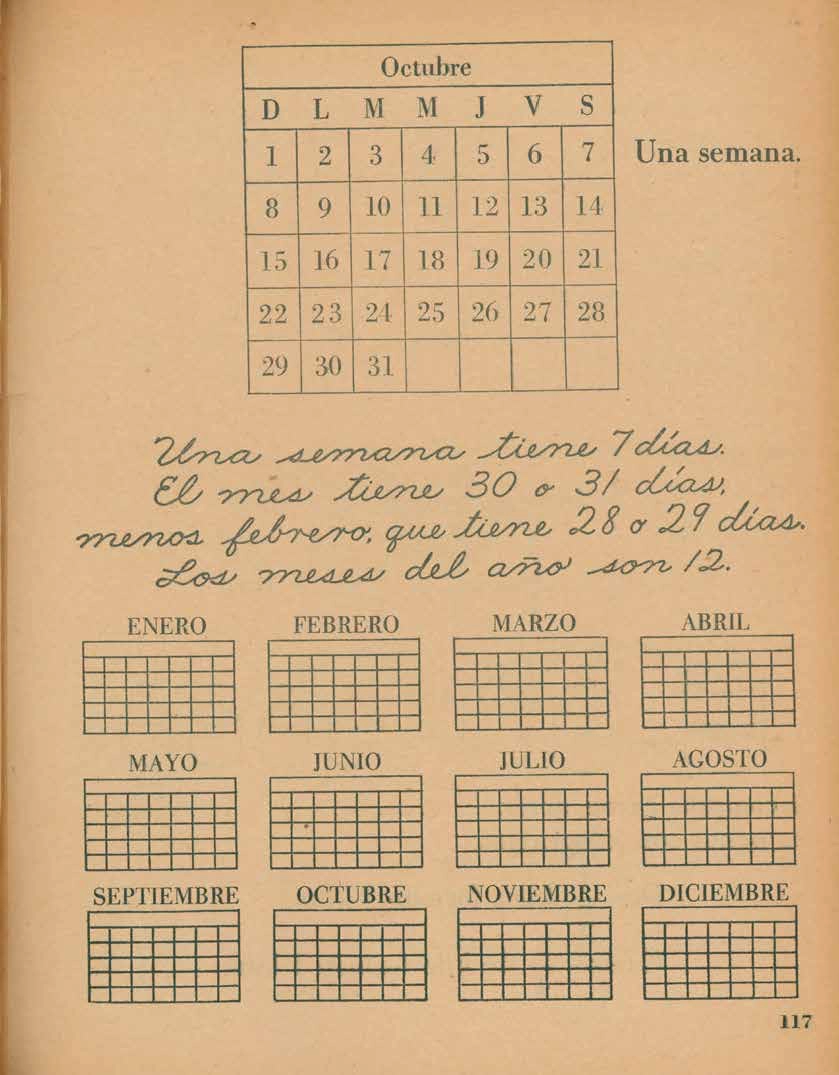 Octubre
D L M M J V S
1 2 3 4 5 6 7 Una semana.
8 9 10 11 12 13 14
15 16 17 18 19 20 21
22 23 24 25 26 27 28
29 30 31
Una semana tiene 7 días.
El mes tiene 30 o 31 días,
menos febrero, que tiene 28 o 29 días.
Los meses del año son 12.
ENERO FEBRERO MARZO ABRIL
MAYO JUNIO JULIO AGOSTO
SEPTIEMBRE OCTUBRE NOVIEMBRE DICIEMBRE
117